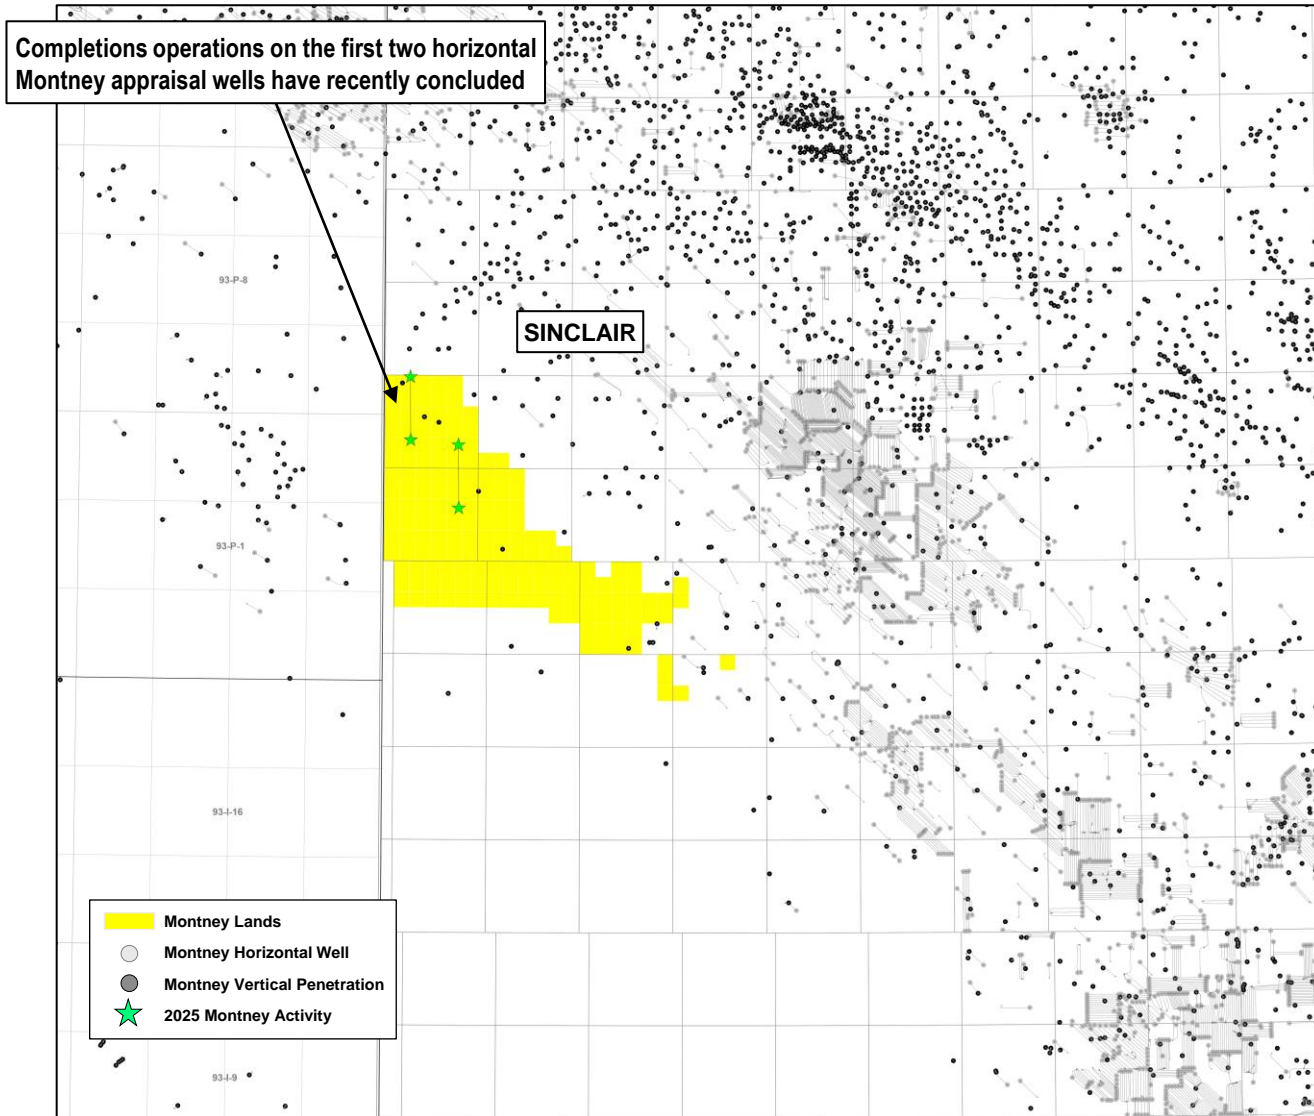 Completions operations on the first two horizontal
Montney appraisal wells have recently concluded
93-P-8
SINCLAIR
93-P-1
93-I-16
Montney Lands
Montney Horizontal Well
Montney Vertical Penetration
2025 Montney Activity
93-I-9